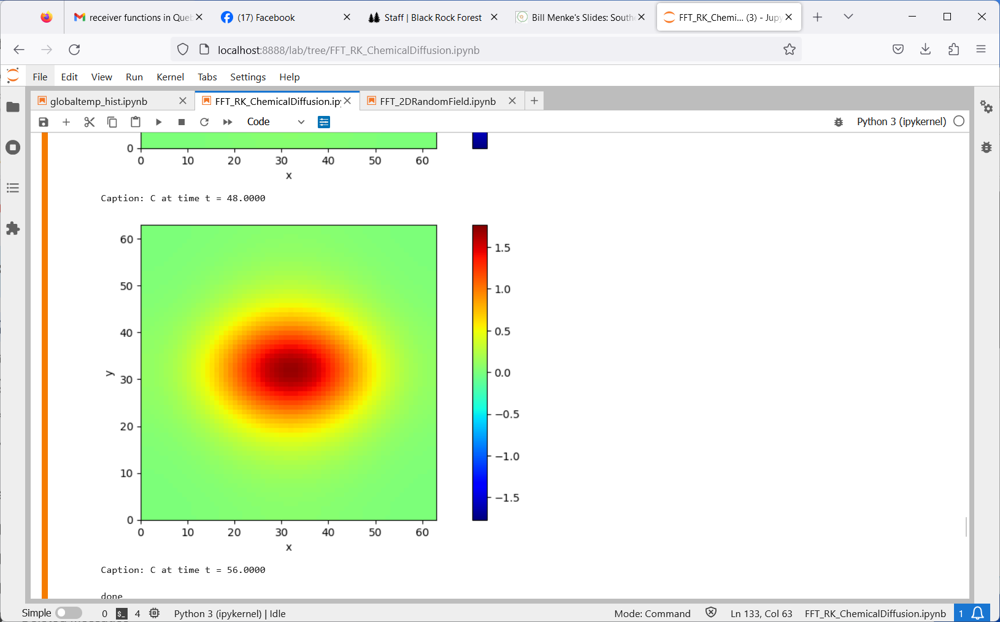 receiver functions in Queb
(17) Facebook
Staff | Black Rock Forest
Bill Menke's Slides: South
FFT_RK_Chemi... (3) - Jupy
localhost:8888/lab/tree/FFT_RK_ChemicalDiffusion.ipynb
File Edit View Run Kernel Tabs Settings Help
globaltemp_hist.ipynb
FFT_RK_ChemicalDiffusion.ipy
FFT_2DRandomField.ipynb
Code
Python 3 (ipykernel)
0
0 10 20 30 40 50 60
x
Caption: C at time t = 48.0000
60
50
40
30
20
10
0
y
0 10 20 30 40 50 60
x
1.5
1.0
0.5
0.0
−0.5
−1.0
−1.5
Caption: C at time t = 56.0000
done
Simple 0 $_ 4 Python 3 (ipykernel) | Idle Mode: Command Ln 133, Col 63 FFT_RK_ChemicalDiffusion.ipynb 1